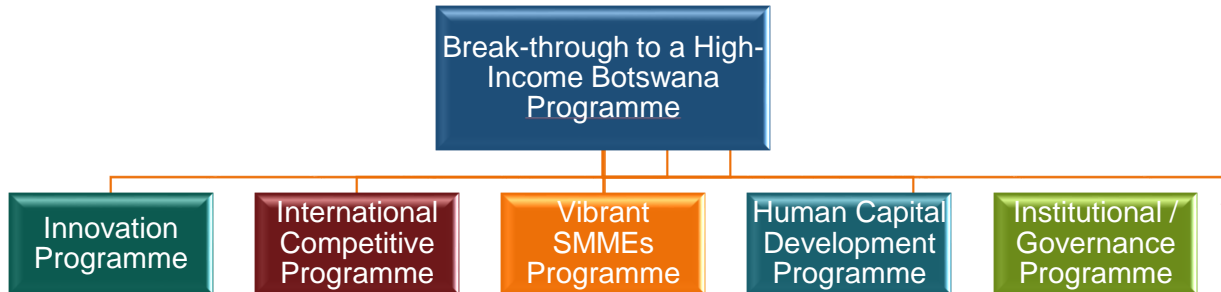 Break-through to a High-
Income Botswana
Programme
Innovation
Programme
International
Competitive
Programme
Vibrant
SMMEs
Programme
Human Capital
Development
Programme
Institutional /
Governance
Programme